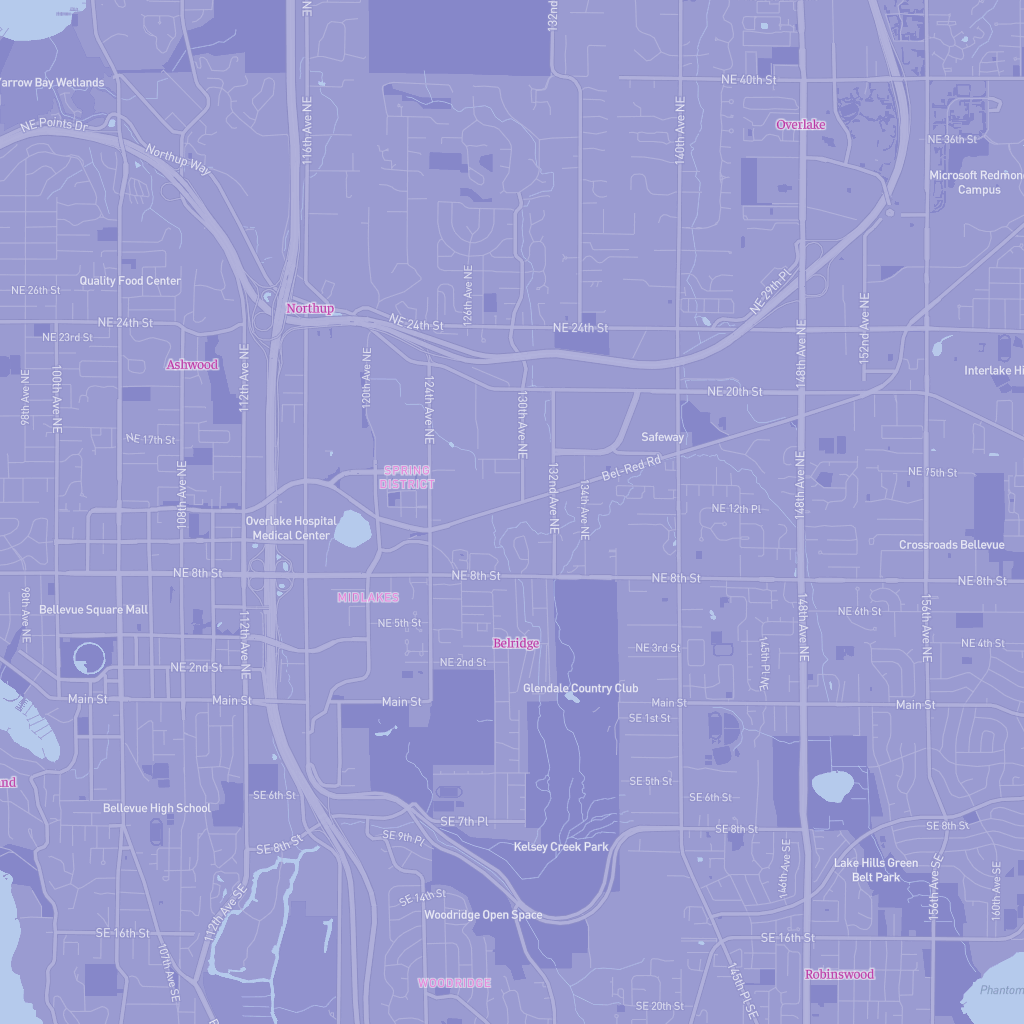 NE
132nd
NE 40th St
Yarrow Bay Wetlands
NE Points Dr
116th Ave NE
140th Ave NE
Overlake
NE 36th St
Northup Way
Microsoft Redmond
Campus
Quality Food Center
NE 26th St
126th Ave NE
NE 29th Pl
Northup
NE 24th St
NE 24th St
NE 24th St
NE 23rd St
148th Ave NE
152nd Ave NE
Ashwood
112th Ave NE
120th Ave NE
124th Ave NE
130th Ave NE
98th Ave NE
100th Ave NE
Interlake Hi
NE 20th St
NE 17th St
Safeway
Bel-Red Rd
SPRING
DISTRICT
108th Ave NE
132nd Ave NE
134th Ave NE
148th Ave NE
NE 15th St
NE 12th Pl
Overlake Hospital
Medical Center
Crossroads Bellevue
NE 8th St
NE 8th St
NE 8th St
NE 8th St
98th Ave NE
MIDLAKES
Bellevue Square Mall
112th Ave NE
NE 5th St
148th Ave NE
NE 6th St
156th Ave NE
Belridge
NE 3rd St
NE 4th St
NE 2nd St
NE 2nd St
145th Pl NE
Glendale Country Club
Main St
Main St
Main St
Main St
Main St
SE 1st St
SE 5th St
SE 6th St
SE 6th St
Bellevue High School
SE 7th Pl
SE 8th St
SE 8th St
SE 8th St
SE 9th Pl
Kelsey Creek Park
146th Ave SE
Lake Hills Green
Belt Park
SE 14th St
112th Ave SE
156th Ave SE
160th Ave SE
Woodridge Open Space
SE 16th St
SE 16th St
107th Ave SE
145th Pl SE
Robinswood
WOODRIDGE
Phantom
SE 20th St